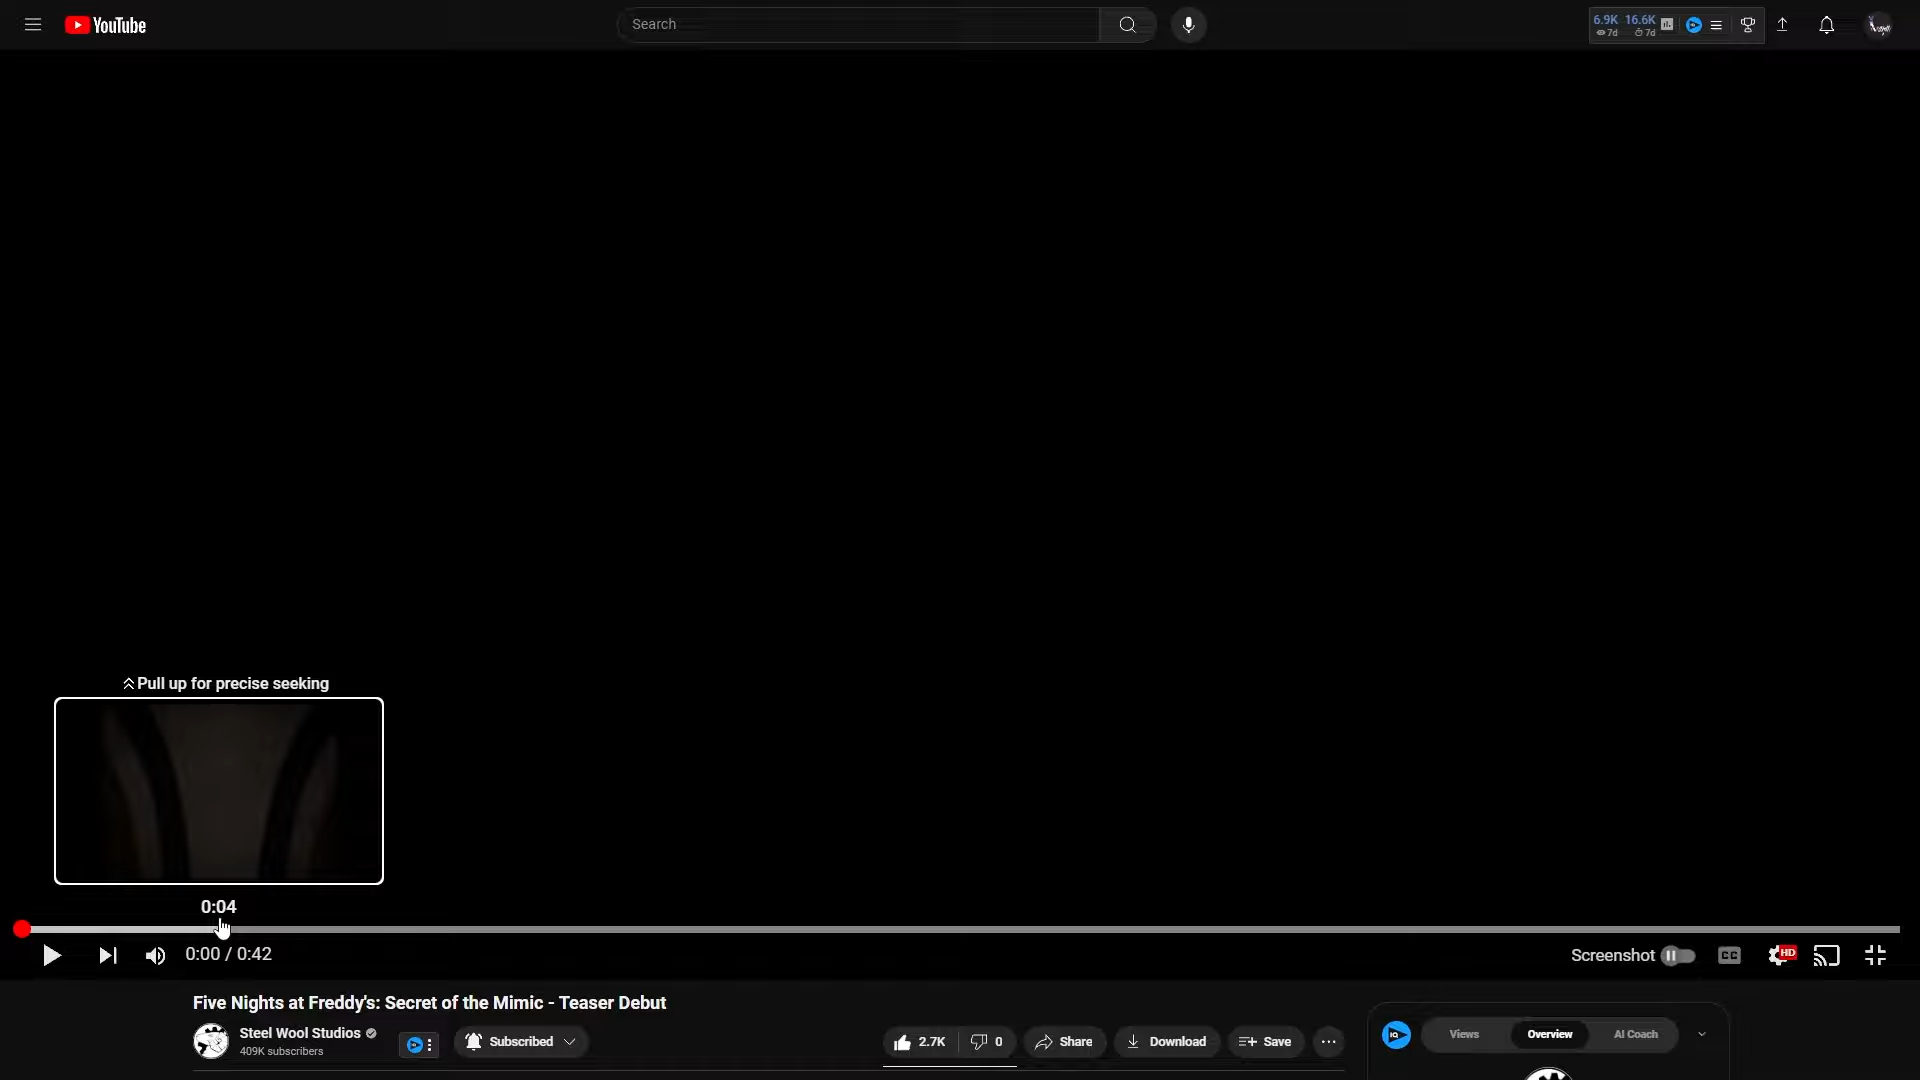 YouTube
Search
6.9K 16.6K
7d 7d
Pull up for precise seeking
0:04
0:00 / 0:42
Screenshot
CC
HD
Five Nights at Freddy's: Secret of the Mimic - Teaser Debut
Steel Wool Studios
409K subscribers
Subscribed
2.7K
0
Share
Download
Save
IQ
Views
Overview
AI Coach